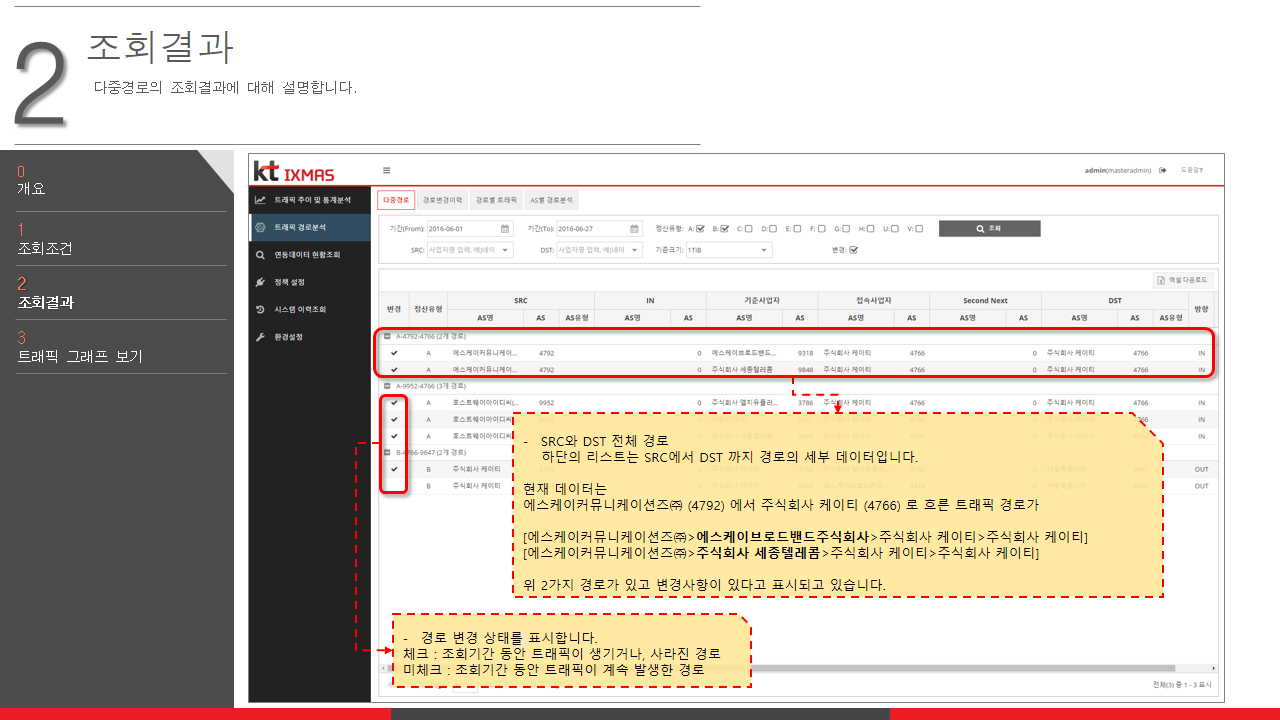 2
조회결과
다중경로의 조회결과에 대해 설명합니다.
0
개요
1
조회조건
2
조회결과
3
트래픽 그래프 보기
kt IXMAS
admin(masteradmin)
도움말?
트래픽 추이 및 통계분석
트래픽 경로분석
연동데이터 현황조회
정책 설정
시스템 이력조회
환경설정
다중경로 경로변경이력 경로별 트래픽 AS별 경로분석
기간(From): 2016-06-01 기간(To): 2016-06-27 정산유형: A: B: C: D: E: F: G: H: U: V: 조회
SRC: 사업자명 입력, 예)네이 DST: 사업자명 입력, 예)네이 기준크기: 1TiB 변경:
엑셀 다운로드
변경 정산유형 SRC IN 기준사업자 접속사업자 Second Next DST 방향
AS명 AS AS유형 AS명 AS AS명 AS AS명 AS AS명 AS AS명 AS AS유형
A-4792-4766 (2개 경로)
A 에스케이커뮤니케이... 4792 0 에스케이브로드밴드... 9318 주식회사 케이티 4766 0 주식회사 케이티 4766 IN
A 에스케이커뮤니케이... 4792 0 주식회사 세종텔레콤 9848 주식회사 케이티 4766 0 주식회사 케이티 4766 IN
A-9952-4766 (3개 경로)
A 호스트웨이아이디씨(... 9952 0 주식회사 엘지유플러... 3786 주식회사 케이티 4766 0 주식회사 케이티 4766 IN
A 호스트웨이아이디씨( 766 IN
A 호스트웨이아이디씨( IN
B-4766-9647 (2개 경로)
B 주식회사 케이티 OUT
B 주식회사 케이티 OUT
- SRC와 DST 전체 경로
하단의 리스트는 SRC에서 DST 까지 경로의 세부 데이터입니다.
현재 데이터는
에스케이커뮤니케이션즈㈜ (4792) 에서 주식회사 케이티 (4766) 로 흐른 트래픽 경로가
[에스케이커뮤니케이션즈㈜>에스케이브로드밴드주식회사>주식회사 케이티>주식회사 케이티]
[에스케이커뮤니케이션즈㈜>주식회사 세종텔레콤>주식회사 케이티>주식회사 케이티]
위 2가지 경로가 있고 변경사항이 있다고 표시되고 있습니다.
- 경로 변경 상태를 표시합니다.
체크 : 조회기간 동안 트래픽이 생기거나, 사라진 경로
미체크 : 조회기간 동안 트래픽이 계속 발생한 경로
전체(3) 중 1 - 3 표시